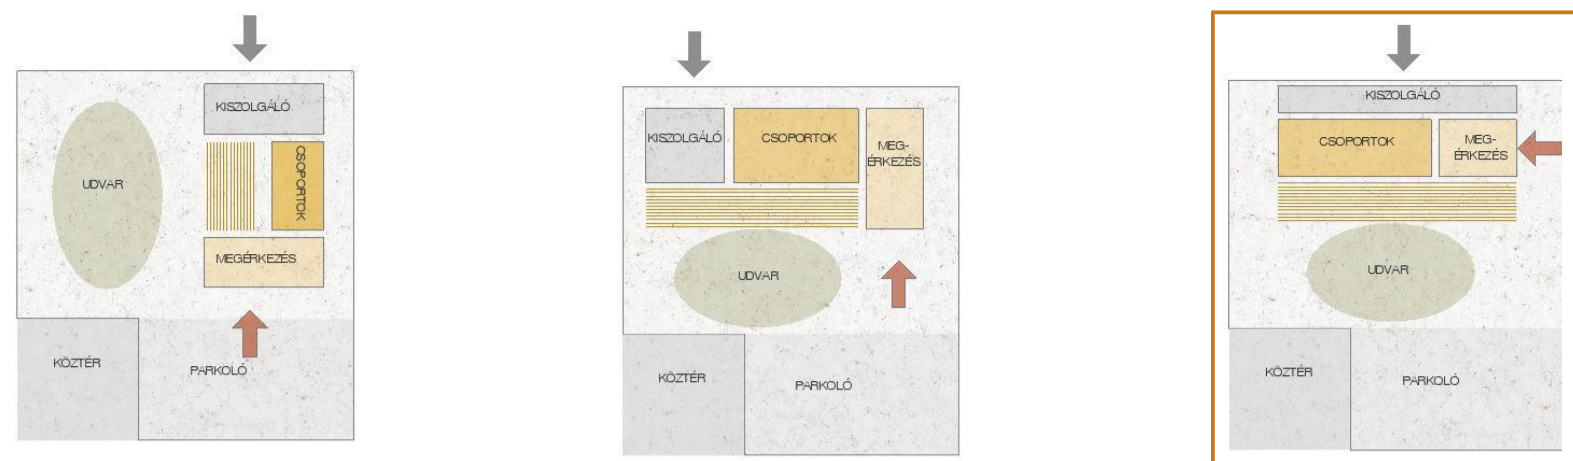 KISZOLGÁLÓ
CSOPORTOK
UDVAR
MEGÉRKEZÉS
KÖZTÉR
PARKOLÓ
KISZOLGÁLÓ
CSOPORTOK
MEG-
ÉRKEZÉS
UDVAR
KÖZTÉR
PARKOLÓ
KISZOLGÁLÓ
CSOPORTOK
MEG-
ÉRKEZÉS
UDVAR
KÖZTÉR
PARKOLÓ